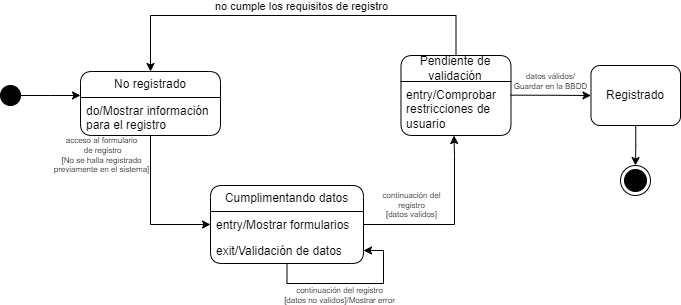 no cumple los requisitos de registro
No registrado
do/Mostrar información
para el registro
Pendiente de
validación
entry/Comprobar
restricciones de
usuario
datos válidos/
Guardar en la BBDD
Registrado
acceso al formulario
de registro
[No se halla registrado
previamente en el sistema]
Cumplimentando datos
entry/Mostrar formularios
exit/Validación de datos
continuación del
registro
[datos validos]
continuación del registro
[datos no validos]/Mostrar error